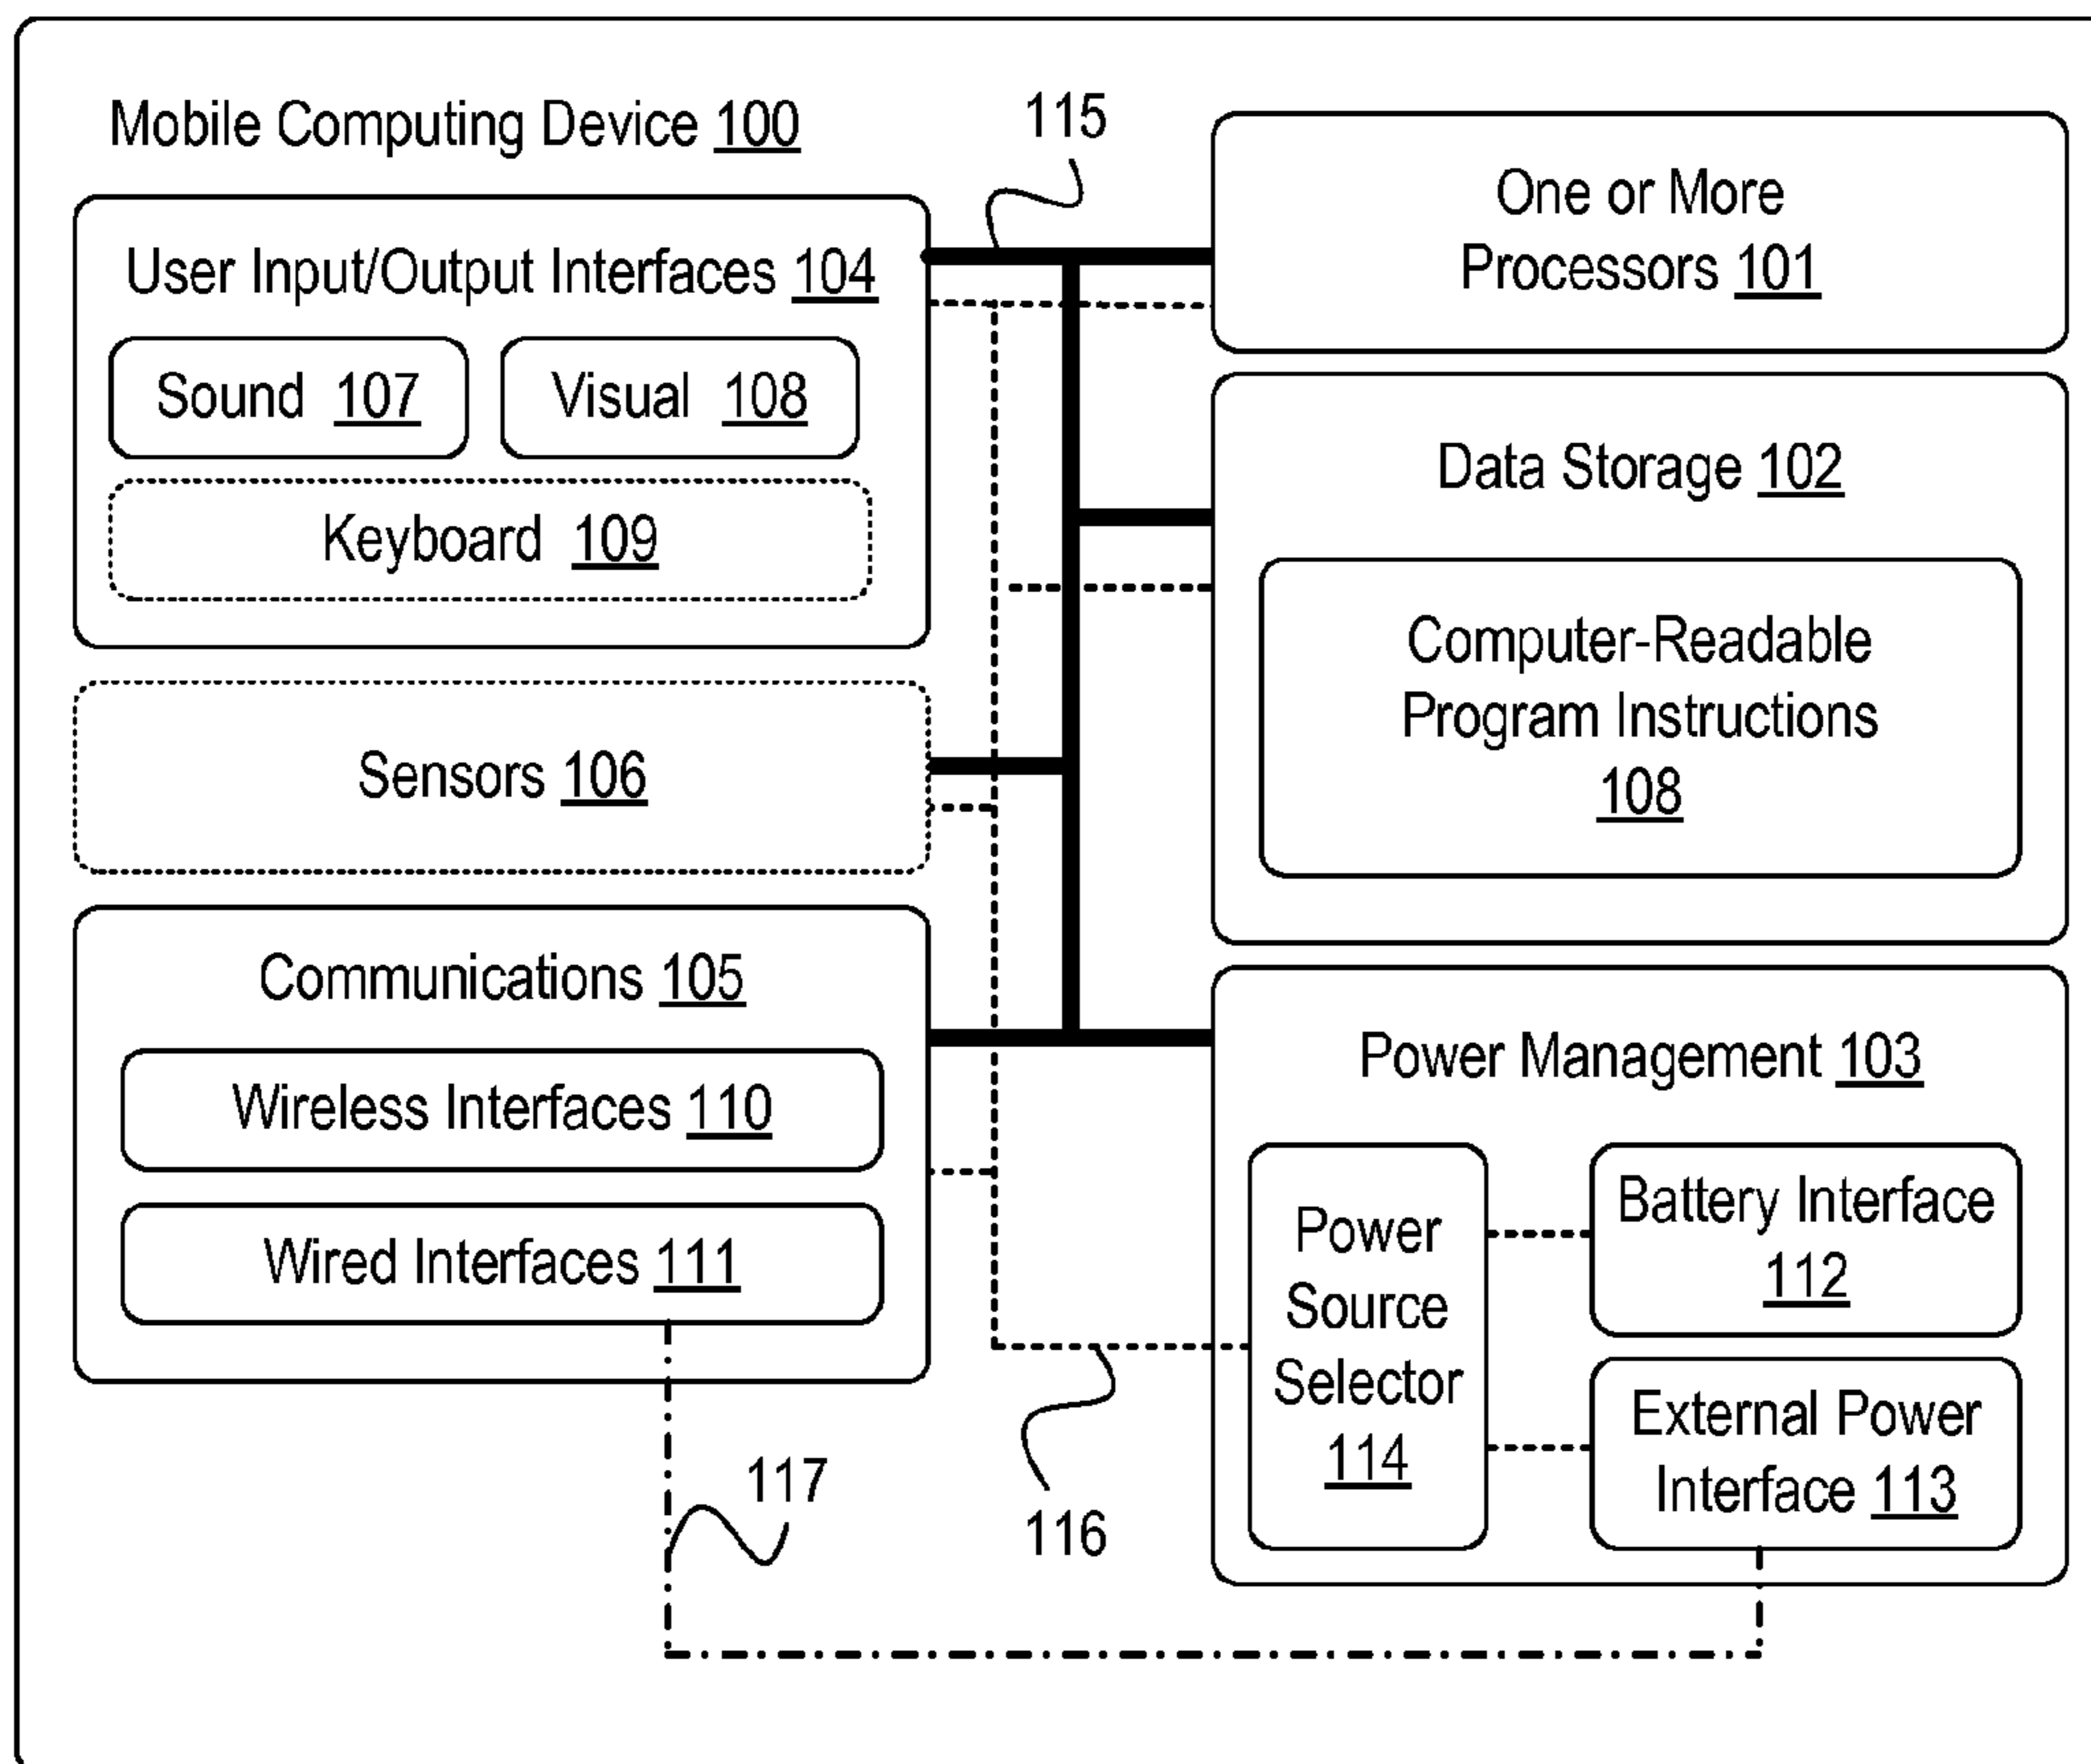 Mobile Computing Device 100
115
One or More
Processors 101
User Input/Output Interfaces 104
Sound 107
Visual 108
Keyboard 109
Data Storage 102
Computer-Readable
Program Instructions
108
Sensors 106
Communications 105
Wireless Interfaces 110
Wired Interfaces 111
Power Management 103
Power
Source
Selector
114
Battery Interface
112
External Power
Interface 113
117
116